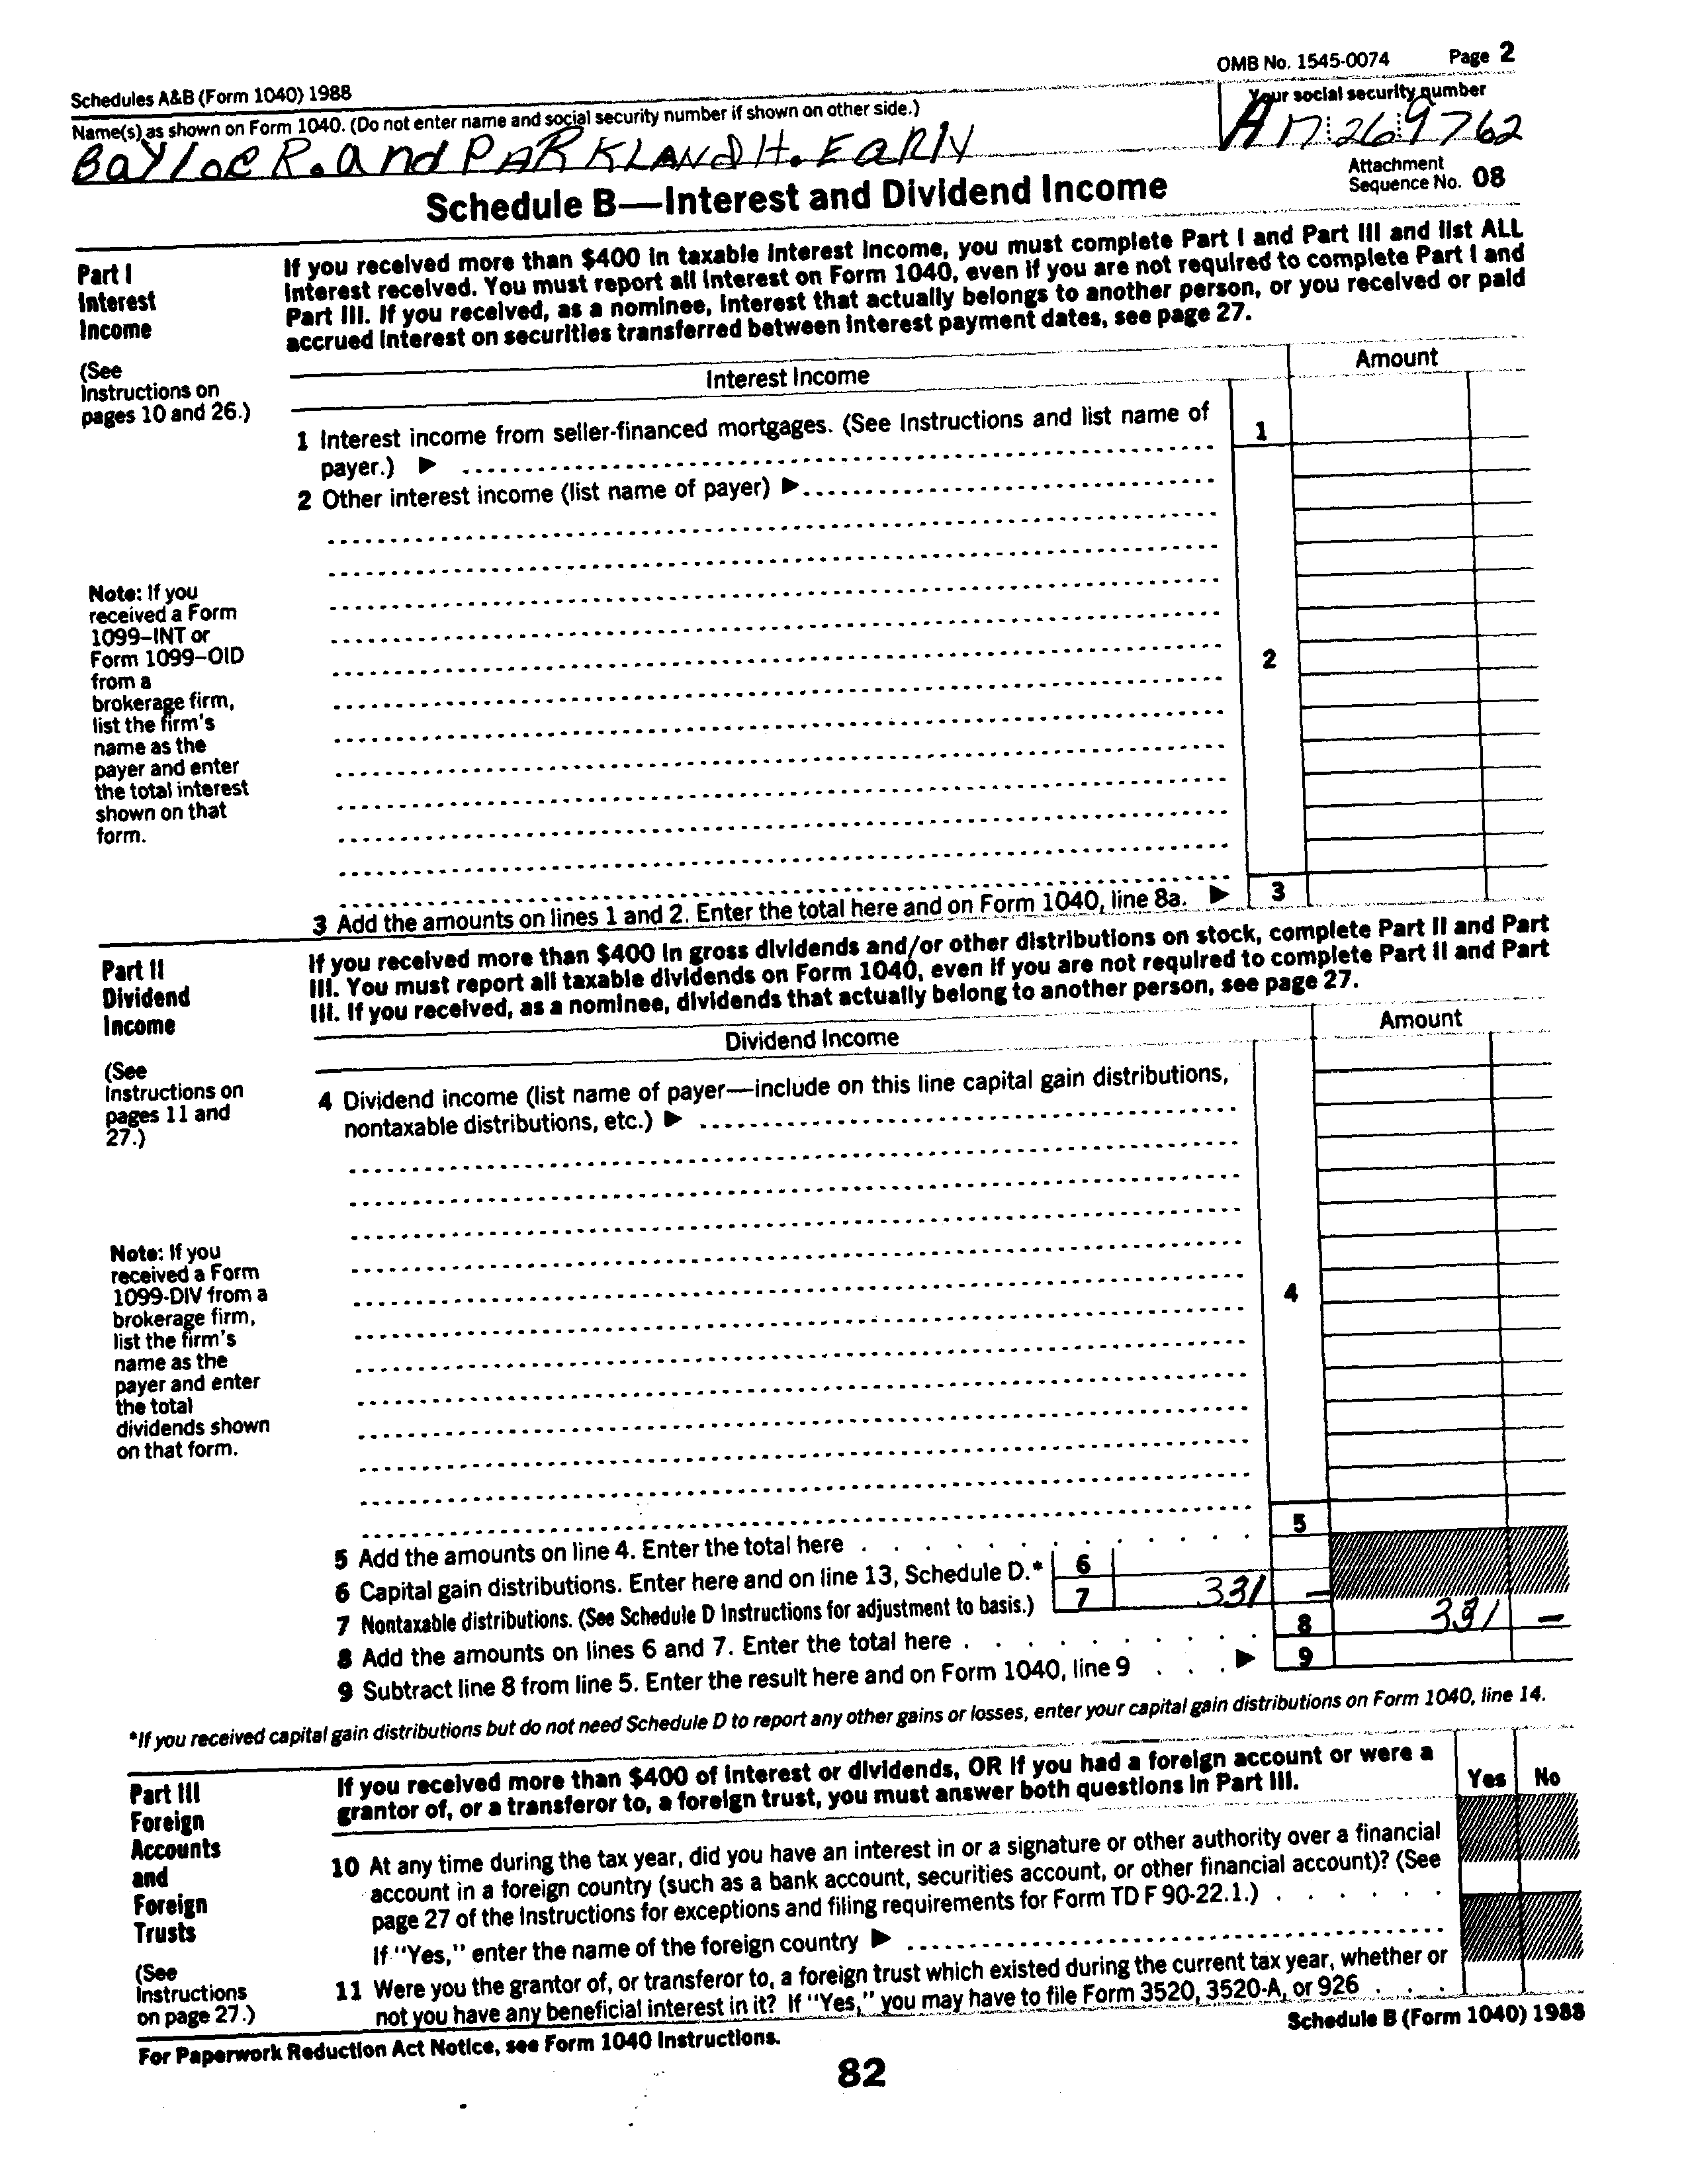 Schedules A&B (Form 1040) 1988
OMB No. 1545-0074 Page 2
Name(s) as shown on Form 1040. (Do not enter name and social security number if shown on other side.)
Your social security number
BayloR R. and PARKLAND H. EARly
17 26 9762
Schedule B—Interest and Dividend Income
Attachment
Sequence No. 08
Part I
Interest
Income
(See
Instructions on
pages 10 and 26.)
If you received more than $400 in taxable interest income, you must complete Part I and Part III and list ALL
interest received. You must report all interest on Form 1040, even if you are not required to complete Part I and
Part III. If you received, as a nominee, interest that actually belongs to another person, or you received or paid
accrued interest on securities transferred between interest payment dates, see page 27.
Interest Income
Amount
1 Interest income from seller-financed mortgages. (See Instructions and list name of
payer.) ▶
1
2 Other interest income (list name of payer) ▶
Note: If you
received a Form
1099–INT or
Form 1099–OID
from a
brokerage firm,
list the firm's
name as the
payer and enter
the total interest
shown on that
form.
2
3 Add the amounts on lines 1 and 2. Enter the total here and on Form 1040, line 8a. ▶ 3
Part II
Dividend
Income
(See
Instructions on
pages 11 and
27.)
If you received more than $400 in gross dividends and/or other distributions on stock, complete Part II and Part
III. You must report all taxable dividends on Form 1040, even if you are not required to complete Part II and Part
III. If you received, as a nominee, dividends that actually belong to another person, see page 27.
Dividend Income
Amount
4 Dividend income (list name of payer—include on this line capital gain distributions,
nontaxable distributions, etc.) ▶
Note: If you
received a Form
1099-DIV from a
brokerage firm,
list the firm's
name as the
payer and enter
the total
dividends shown
on that form.
4
5 Add the amounts on line 4. Enter the total here 5
6 Capital gain distributions. Enter here and on line 13, Schedule D.* 6
7 Nontaxable distributions. (See Schedule D Instructions for adjustment to basis.) 7 331 –
8 Add the amounts on lines 6 and 7. Enter the total here 8 331 –
9 Subtract line 8 from line 5. Enter the result here and on Form 1040, line 9 ▶ 9
*If you received capital gain distributions but do not need Schedule D to report any other gains or losses, enter your capital gain distributions on Form 1040, line 14.
Part III
Foreign
Accounts
and
Foreign
Trusts
(See
Instructions
on page 27.)
If you received more than $400 of interest or dividends, OR if you had a foreign account or were a
grantor of, or a transferor to, a foreign trust, you must answer both questions in Part III.
Yes No
10 At any time during the tax year, did you have an interest in or a signature or other authority over a financial
account in a foreign country (such as a bank account, securities account, or other financial account)? (See
page 27 of the Instructions for exceptions and filing requirements for Form TD F 90-22.1.)
If "Yes," enter the name of the foreign country ▶
11 Were you the grantor of, or transferor to, a foreign trust which existed during the current tax year, whether or
not you have any beneficial interest in it? If "Yes," you may have to file Form 3520, 3520-A, or 926
For Paperwork Reduction Act Notice, see Form 1040 Instructions.
Schedule B (Form 1040) 1988
82